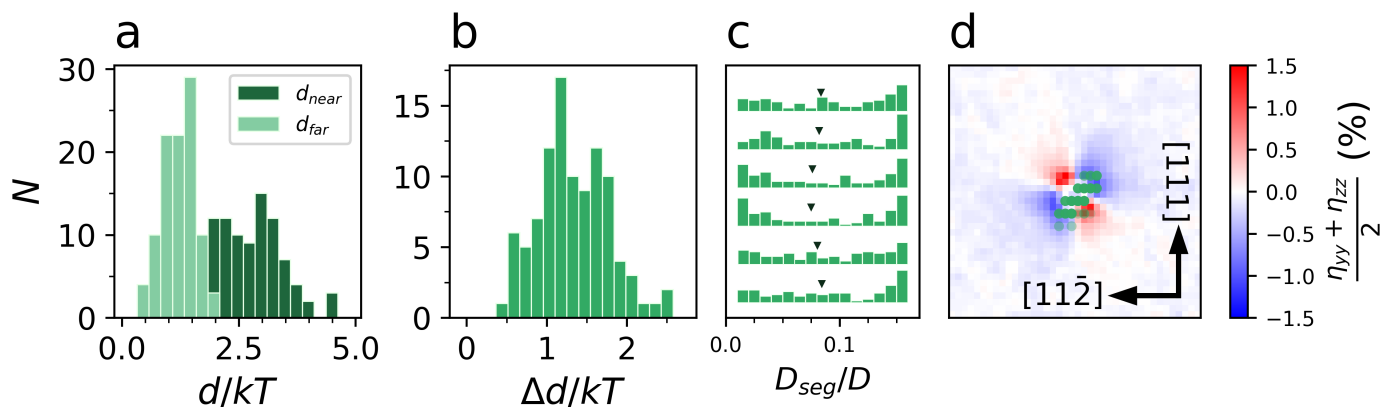 a
b
c
d
30
20
10
0
N
d_near
d_far
0.0
2.5
5.0
d/kT
15
10
5
0
0
1
2
Δd/kT
0.0
0.1
D_seg/D
[111]
[112̄]
1.5
1.0
0.5
0.0
−0.5
−1.0
−1.5
η_yy + η_zz
2
(%)